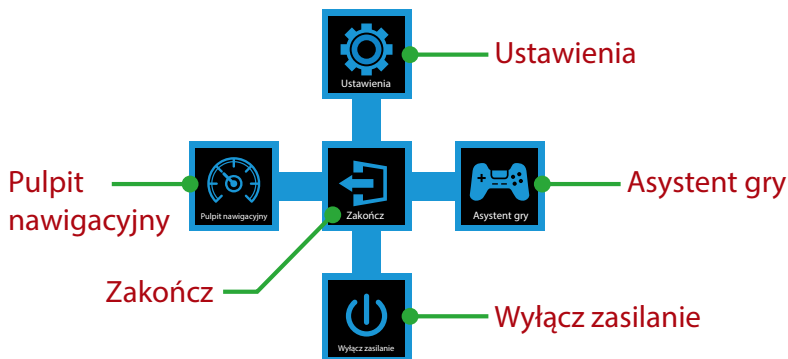 Ustawienia
Ustawienia
Pulpit nawigacyjny
Pulpit
nawigacyjny
Zakończ
Asystent gry
Asystent gry
Zakończ
Wyłącz zasilanie
Wyłącz zasilanie